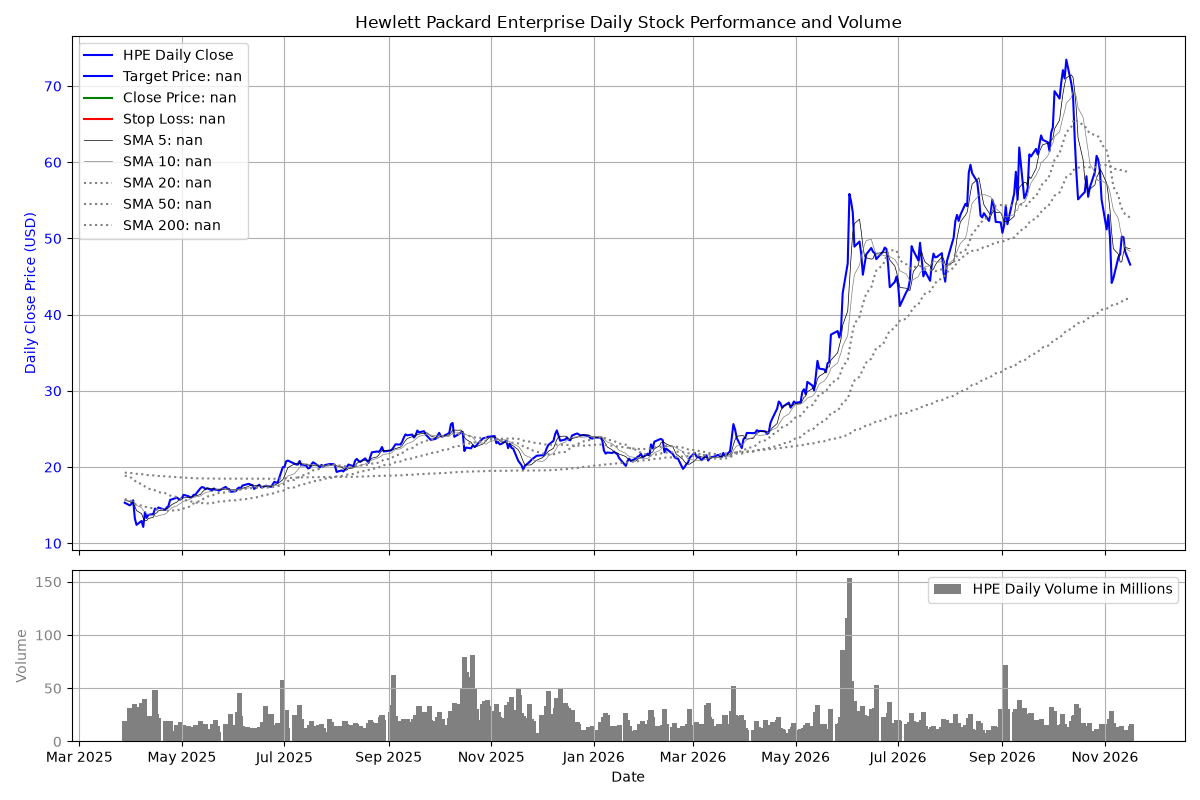 Hewlett Packard Enterprise Daily Stock Performance and Volume
HPE Daily Close
Target Price: nan
Close Price: nan
Stop Loss: nan
SMA 5: nan
SMA 10: nan
SMA 20: nan
SMA 50: nan
SMA 200: nan
Daily Close Price (USD)
70
60
50
40
30
20
10
HPE Daily Volume in Millions
Volume
150
100
50
0
Mar 2025 May 2025 Jul 2025 Sep 2025 Nov 2025 Jan 2026 Mar 2026 May 2026 Jul 2026 Sep 2026 Nov 2026
Date